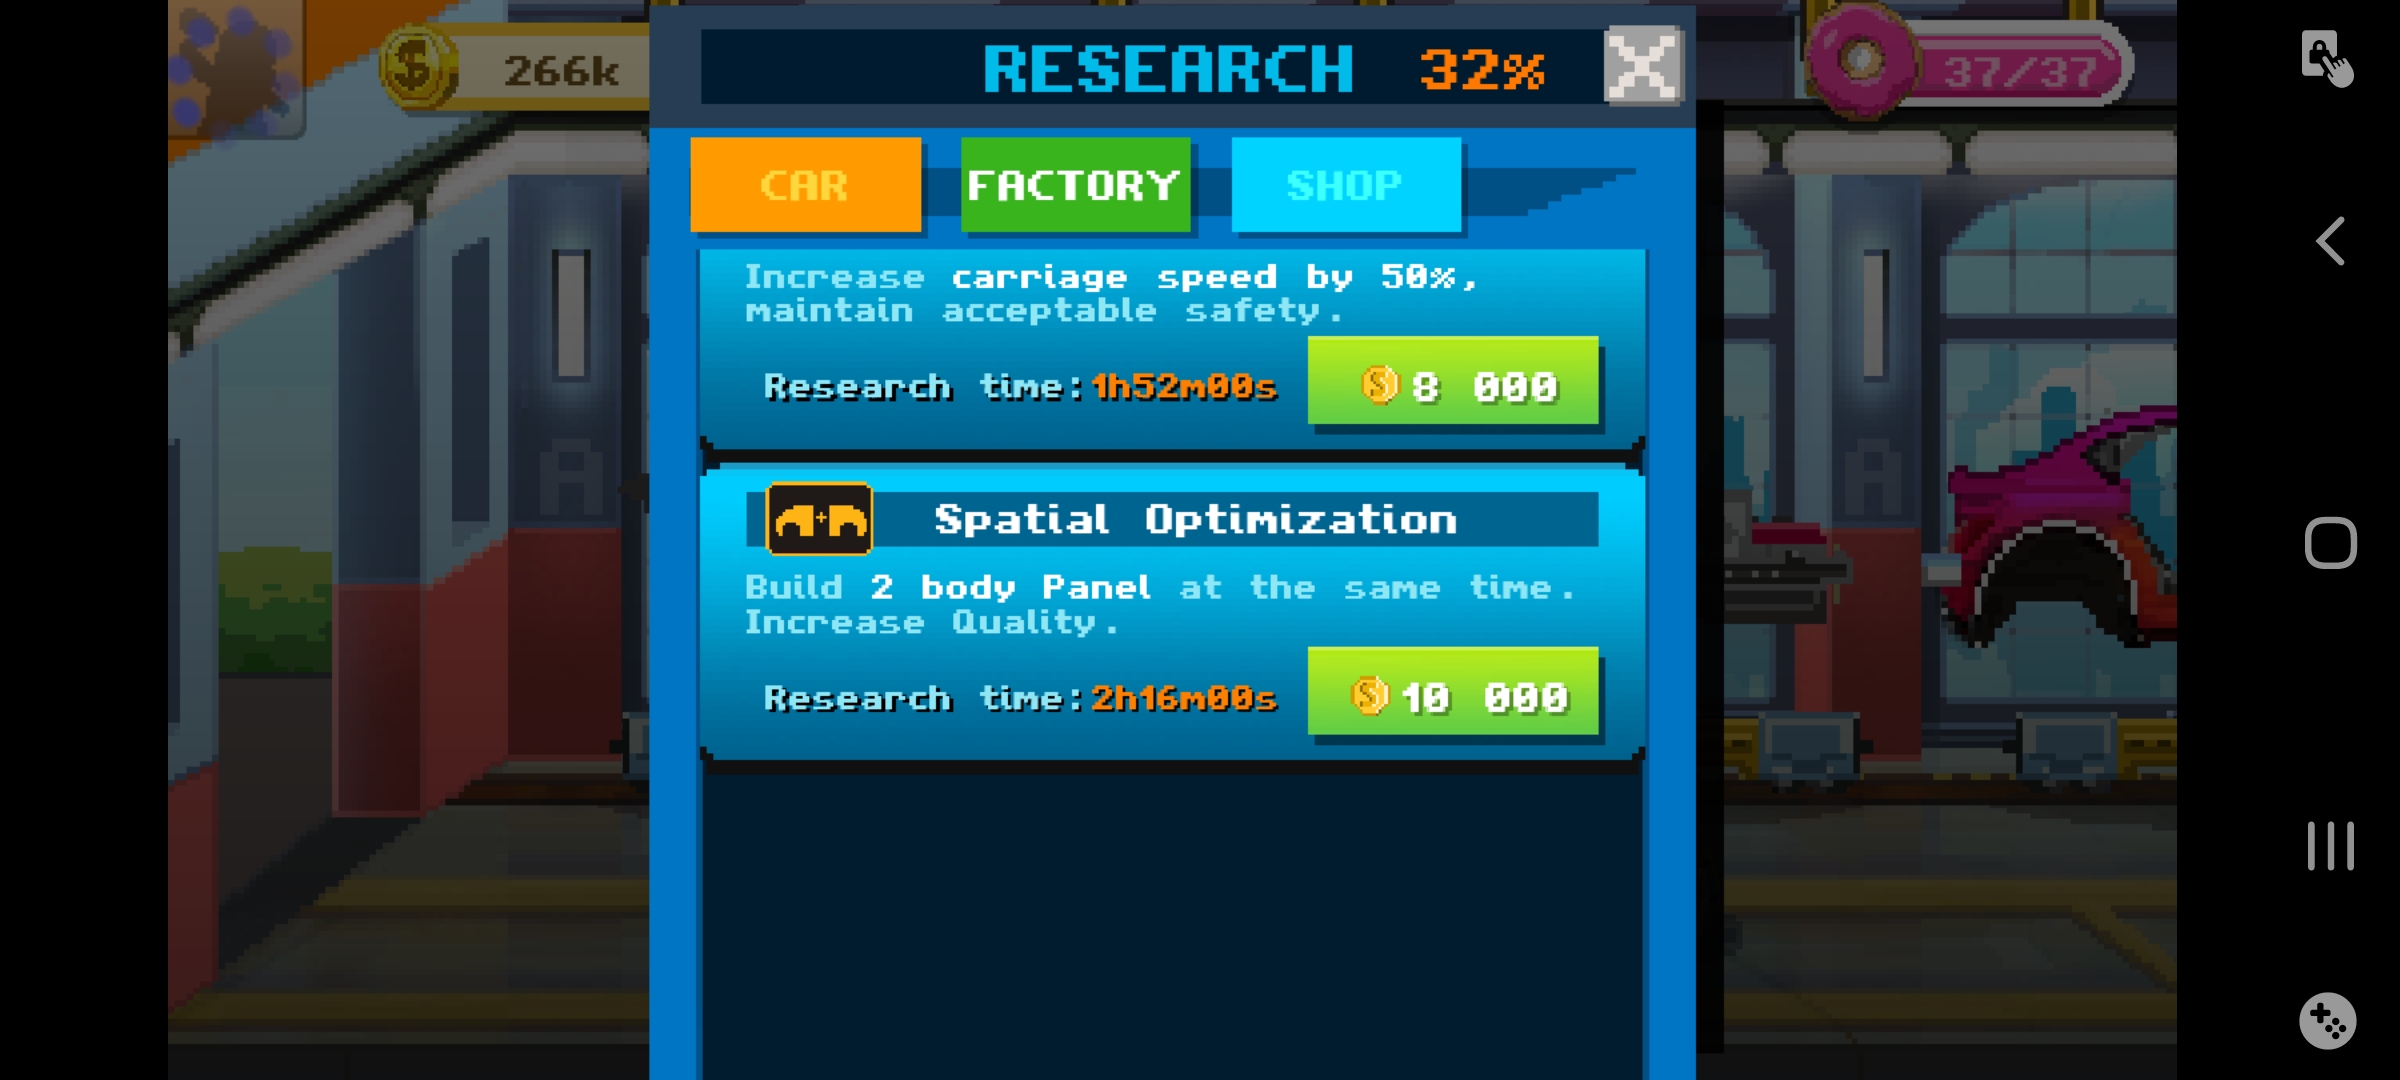 266k
RESEARCH 32%
37/37
CAR FACTORY SHOP
Increase carriage speed by 50%,
maintain acceptable safety.
Research time:1h52m00s 8 000
Spatial Optimization
Build 2 body Panel at the same time.
Increase Quality.
Research time:2h16m00s 10 000
A
A